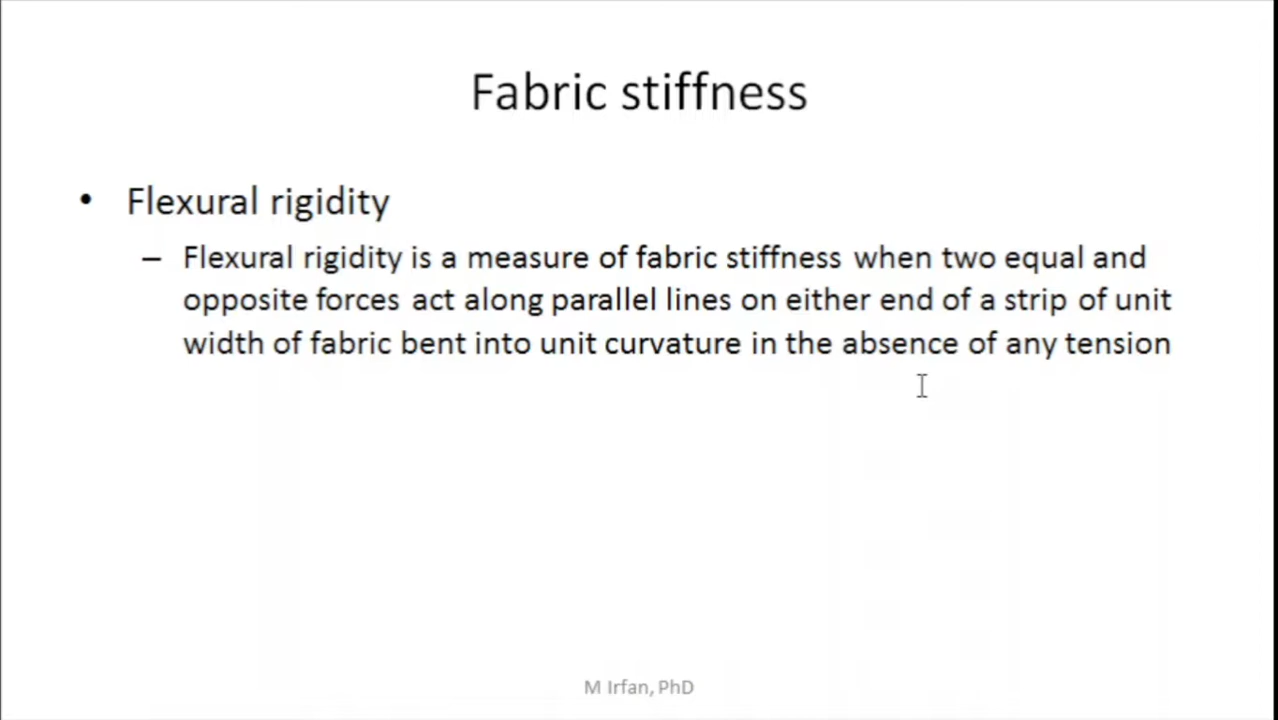 Fabric stiffness
• Flexural rigidity
– Flexural rigidity is a measure of fabric stiffness when two equal and
opposite forces act along parallel lines on either end of a strip of unit
width of fabric bent into unit curvature in the absence of any tension
M Irfan, PhD